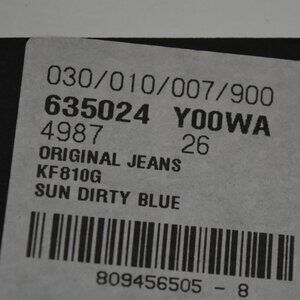 030/010/007/900
635024 Y00WA
4987 26
ORIGINAL JEANS
KF810G
SUN DIRTY BLUE
809456505 - 8